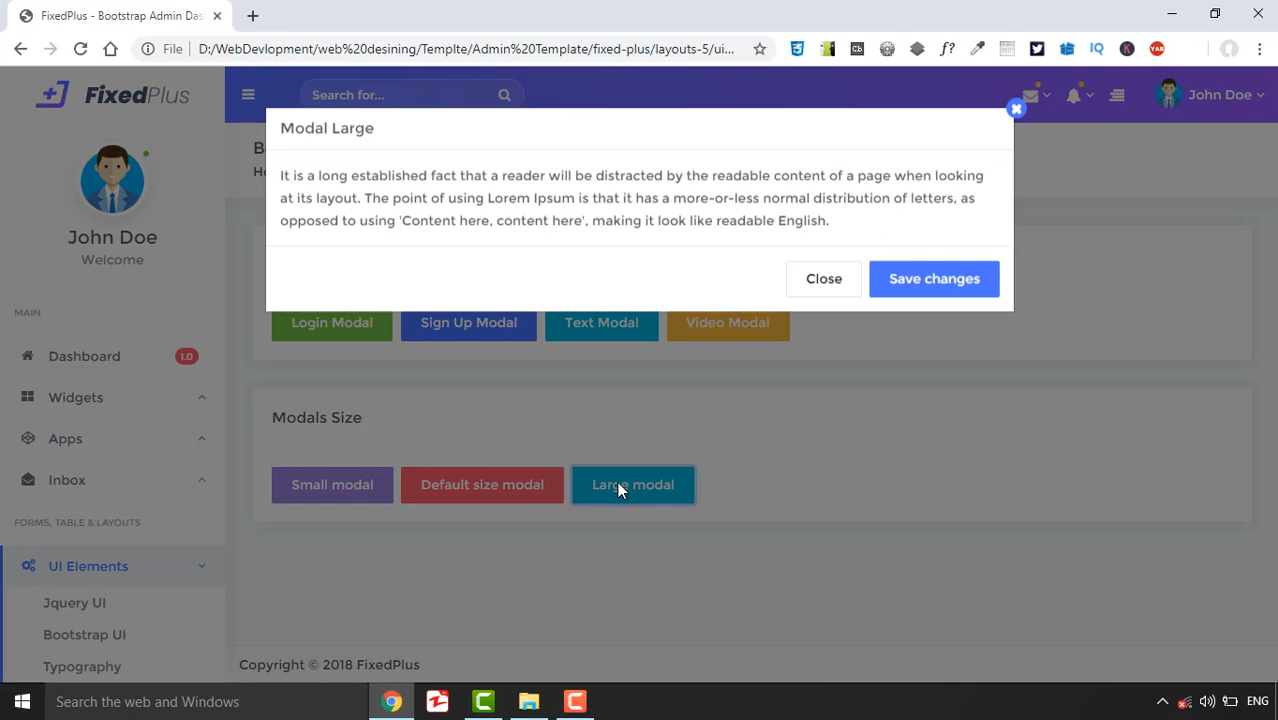 FixedPlus - Bootstrap Admin Das
File
D:/WebDevlopment/web%20desining/Templte/Admin%20Template/fixed-plus/layouts-5/ui...
FixedPlus
Search for...
John Doe
Modal Large
It is a long established fact that a reader will be distracted by the readable content of a page when looking
at its layout. The point of using Lorem Ipsum is that it has a more-or-less normal distribution of letters, as
opposed to using 'Content here, content here', making it look like readable English.
Close
Save changes
John Doe
Welcome
MAIN
Dashboard
1.0
Widgets
Apps
Inbox
FORMS, TABLE & LAYOUTS
UI Elements
Jquery UI
Bootstrap UI
Typography
Login Modal
Sign Up Modal
Text Modal
Video Modal
Modals Size
Small modal
Default size modal
Large modal
Copyright © 2018 FixedPlus
Search the web and Windows
ENG